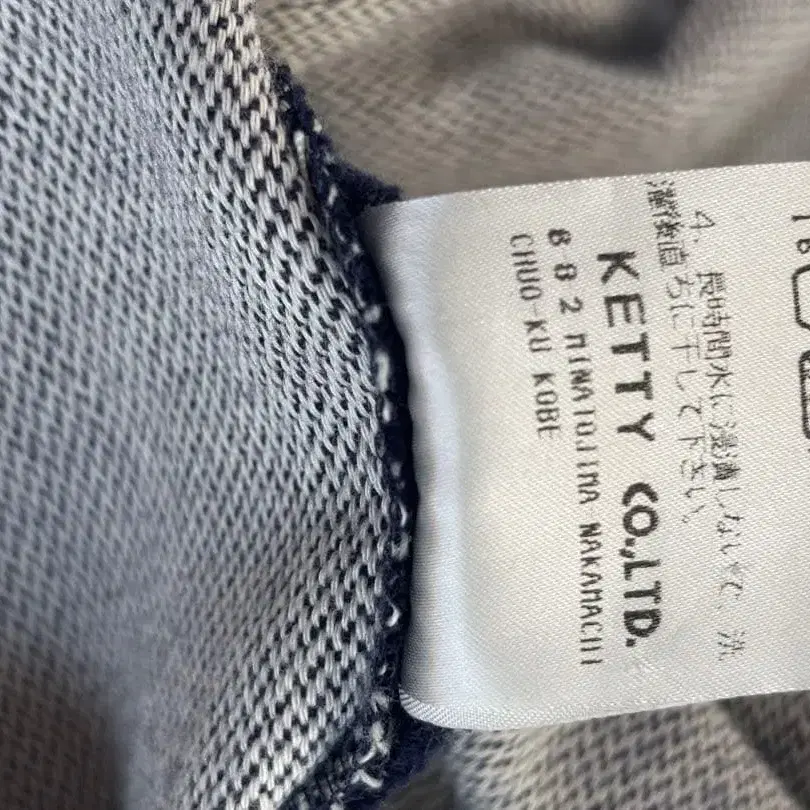 4. 長時間水に浸漬しないで、洗
濯後直ちに干して下さい。
KETTY CO.,LTD.
8 8 2 MINATOJIMA NAKAMACHI
CHUO-KU KOBE